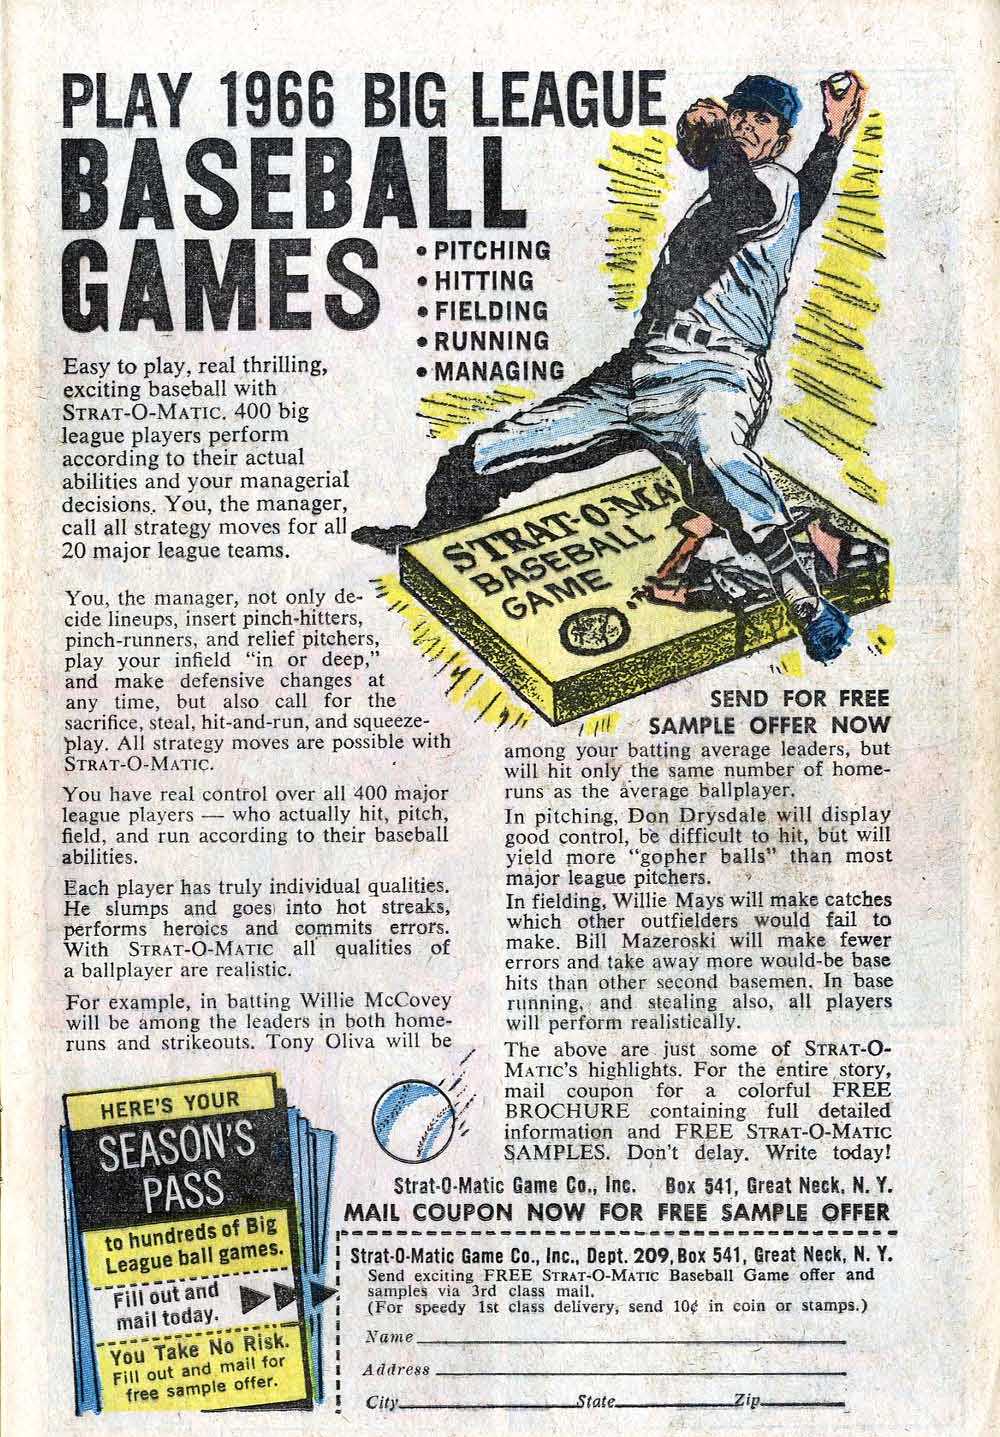 PLAY 1966 BIG LEAGUE
BASEBALL
GAMES
• PITCHING
• HITTING
• FIELDING
• RUNNING
• MANAGING
Easy to play, real thrilling,
exciting baseball with
STRAT-O-MATIC. 400 big
league players perform
according to their actual
abilities and your managerial
decisions. You, the manager,
call all strategy moves for all
20 major league teams.
STRAT-O-MA
BASEBALL
GAME
You, the manager, not only de-
cide lineups, insert pinch-hitters,
pinch-runners, and relief pitchers,
play your infield "in or deep,"
and make defensive changes at
any time, but also call for the
sacrifice, steal, hit-and-run, and squeeze-
play. All strategy moves are possible with
STRAT-O-MATIC.
You have real control over all 400 major
league players — who actually hit, pitch,
field, and run according to their baseball
abilities.
Each player has truly individual qualities.
He slumps and goes into hot streaks,
performs heroics and commits errors.
With STRAT-O-MATIC all qualities of
a ballplayer are realistic.
For example, in batting Willie McCovey
will be among the leaders in both home-
runs and strikeouts. Tony Oliva will be
SEND FOR FREE
SAMPLE OFFER NOW
among your batting average leaders, but
will hit only the same number of home-
runs as the average ballplayer.
In pitching, Don Drysdale will display
good control, be difficult to hit, but will
yield more "gopher balls" than most
major league pitchers.
In fielding, Willie Mays will make catches
which other outfielders would fail to
make. Bill Mazeroski will make fewer
errors and take away more would-be base
hits than other second basemen. In base
running, and stealing also, all players
will perform realistically.
The above are just some of STRAT-O-
MATIC's highlights. For the entire story,
mail coupon for a colorful FREE
BROCHURE containing full detailed
information and FREE STRAT-O-MATIC
SAMPLES. Don't delay. Write today!
Strat-O-Matic Game Co., Inc. Box 541, Great Neck, N. Y.
MAIL COUPON NOW FOR FREE SAMPLE OFFER
HERE'S YOUR
SEASON'S
PASS
to hundreds of Big
League ball games.
Fill out and
mail today.
You Take No Risk.
Fill out and mail for
free sample offer.
Strat-O-Matic Game Co., Inc., Dept. 209, Box 541, Great Neck, N. Y.
Send exciting FREE STRAT-O-MATIC Baseball Game offer and
samples via 3rd class mail.
(For speedy 1st class delivery, send 10¢ in coin or stamps.)
Name
Address
City State Zip